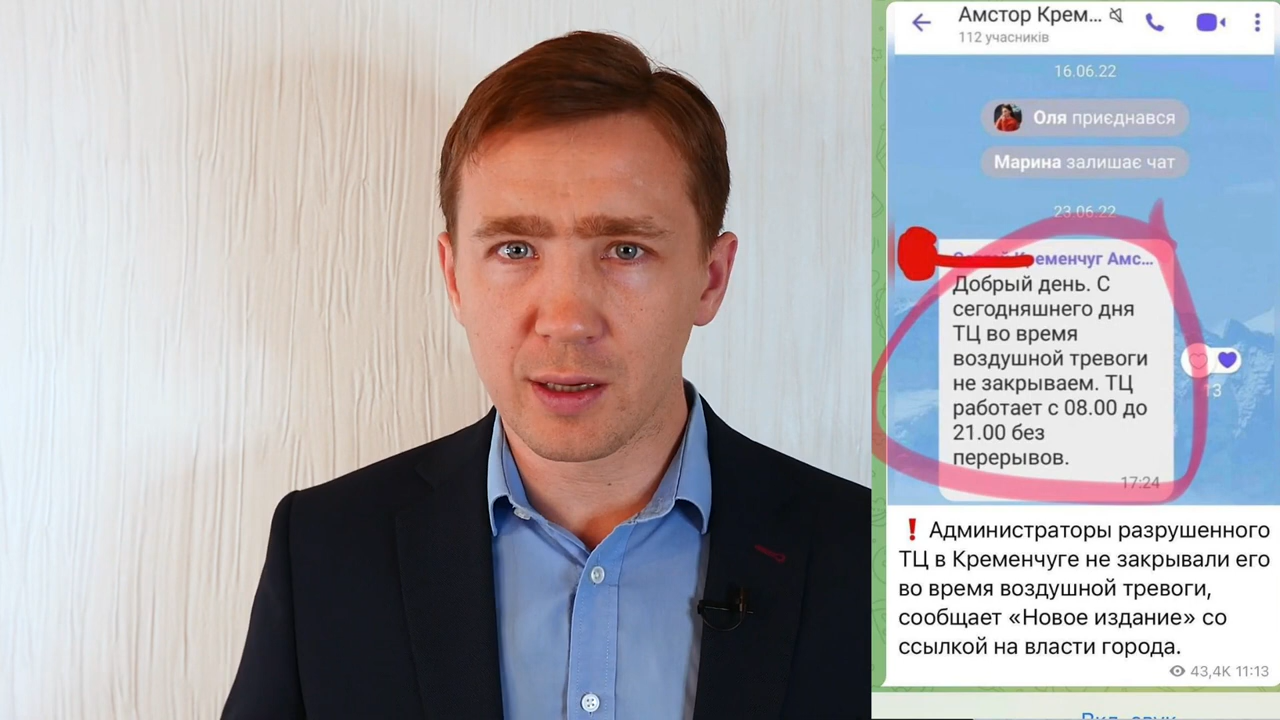 Амстор Крем...
112 учасників
16.06.22
Оля приєднався
Марина залишає чат
23.06.22
еменчуг Амс...
Добрый день. С
сегодняшнего дня
ТЦ во время
воздушной тревоги
не закрываем. ТЦ
работает с 08.00 до
21.00 без
перерывов.
13
17:24
❗ Администраторы разрушенного
ТЦ в Кременчуге не закрывали его
во время воздушной тревоги,
сообщает «Новое издание» со
ссылкой на власти города.
43,4K 11:13